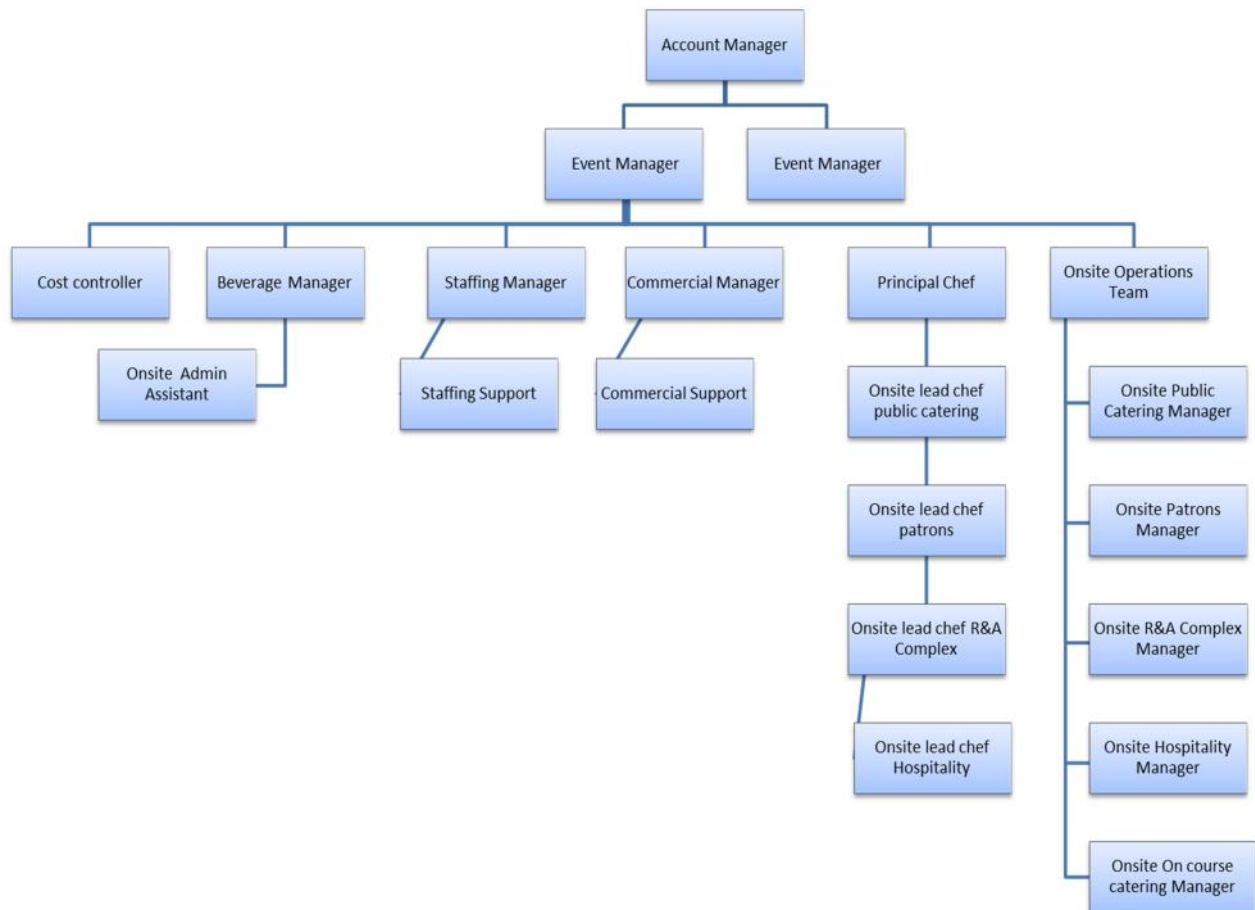 Account Manager
Event Manager
Event Manager
Cost controller
Beverage Manager
Staffing Manager
Commercial Manager
Principal Chef
Onsite Operations
Team
Onsite Admin
Assistant
Staffing Support
Commercial Support
Onsite lead chef
public catering
Onsite Public
Catering Manager
Onsite lead chef
patrons
Onsite Patrons
Manager
Onsite lead chef R&A
Complex
Onsite R&A Complex
Manager
Onsite lead chef
Hospitality
Onsite Hospitality
Manager
Onsite On course
catering Manager